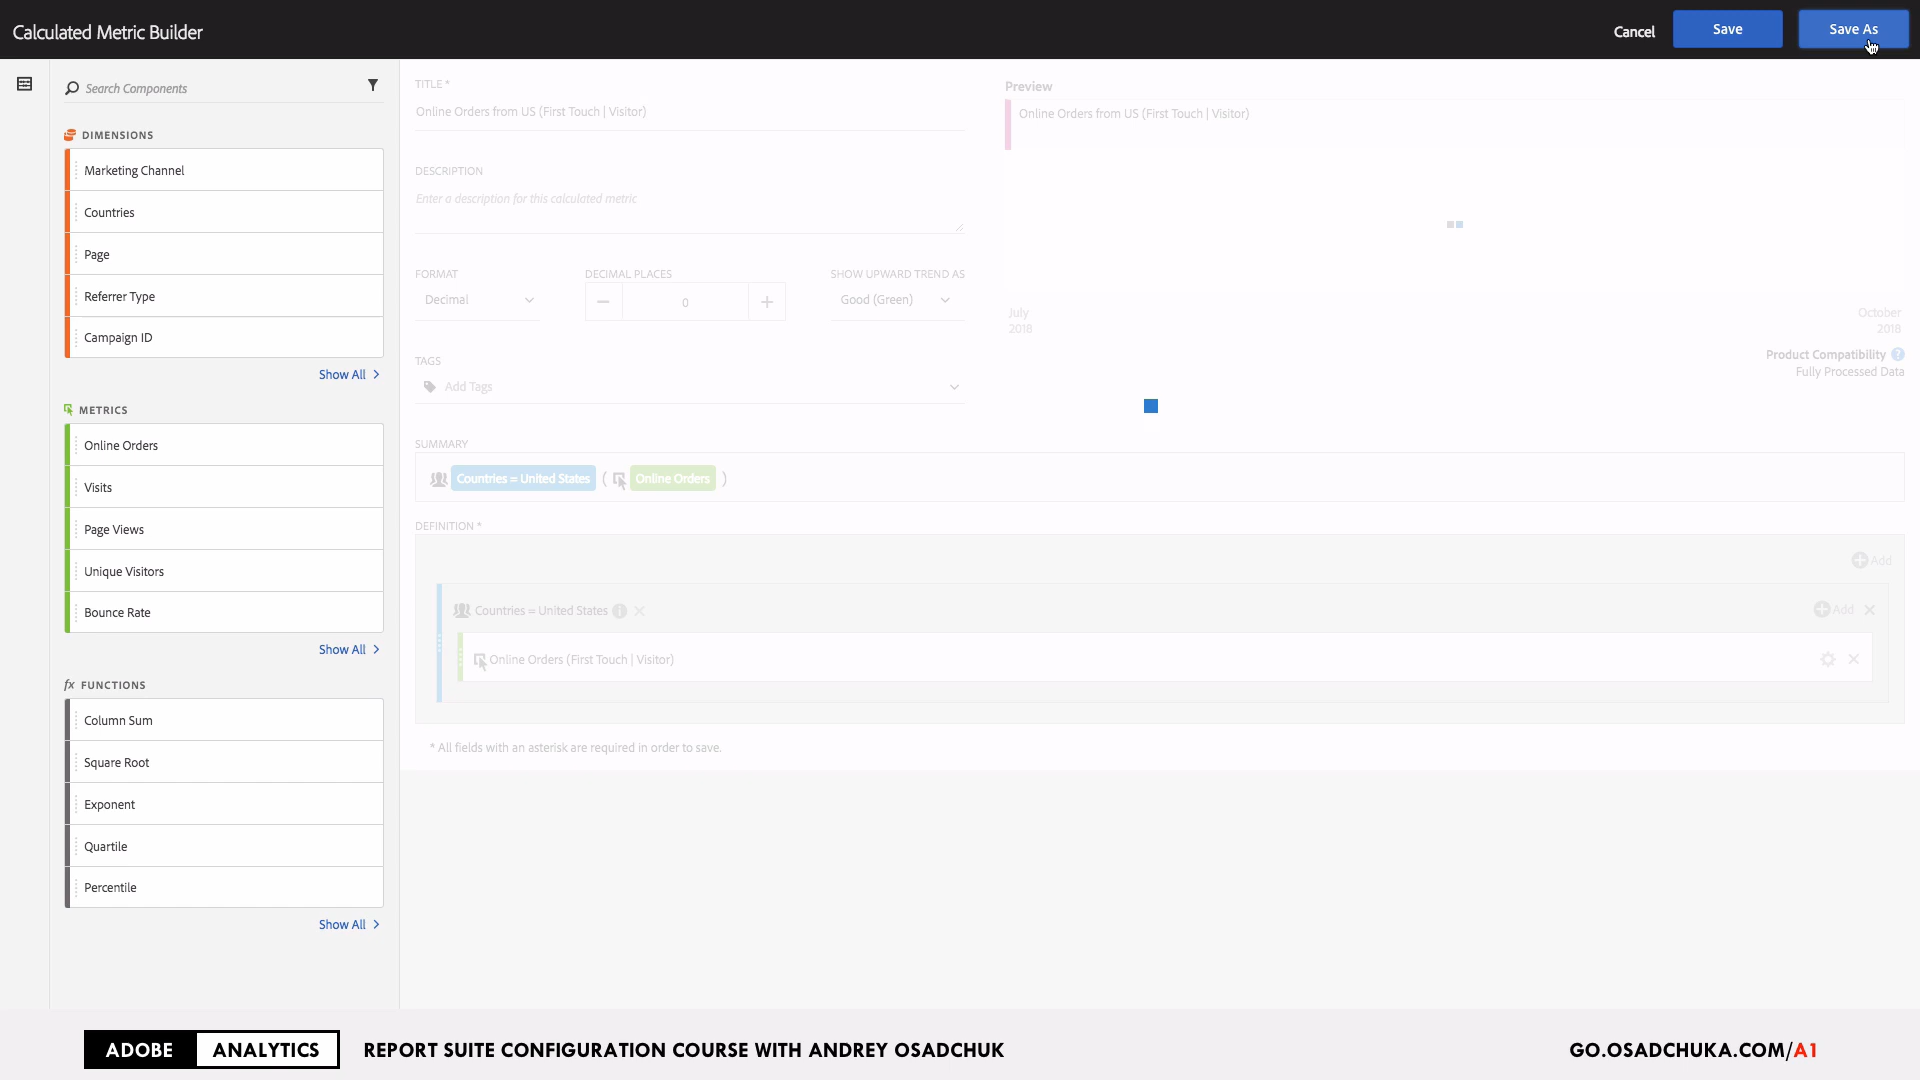 Calculated Metric Builder
Cancel
Save
Save As
Search Components
DIMENSIONS
Marketing Channel
Countries
Page
Referrer Type
Campaign ID
Show All
METRICS
Online Orders
Visits
Page Views
Unique Visitors
Bounce Rate
Show All
fx FUNCTIONS
Column Sum
Square Root
Exponent
Quartile
Percentile
Show All
TITLE *
Online Orders from US (First Touch | Visitor)
DESCRIPTION
Enter a description for this calculated metric
FORMAT
Decimal
DECIMAL PLACES
0
SHOW UPWARD TREND AS
Good (Green)
TAGS
Add Tags
Preview
Online Orders from US (First Touch | Visitor)
July
2018
October
2018
Product Compatibility ?
Fully Processed Data
SUMMARY
Countries = United States ( Online Orders )
DEFINITION *
Add
Countries = United States
Add
Online Orders (First Touch | Visitor)
* All fields with an asterisk are required in order to save.
ADOBE ANALYTICS REPORT SUITE CONFIGURATION COURSE WITH ANDREY OSADCHUK
GO.OSADCHUKA.COM/A1